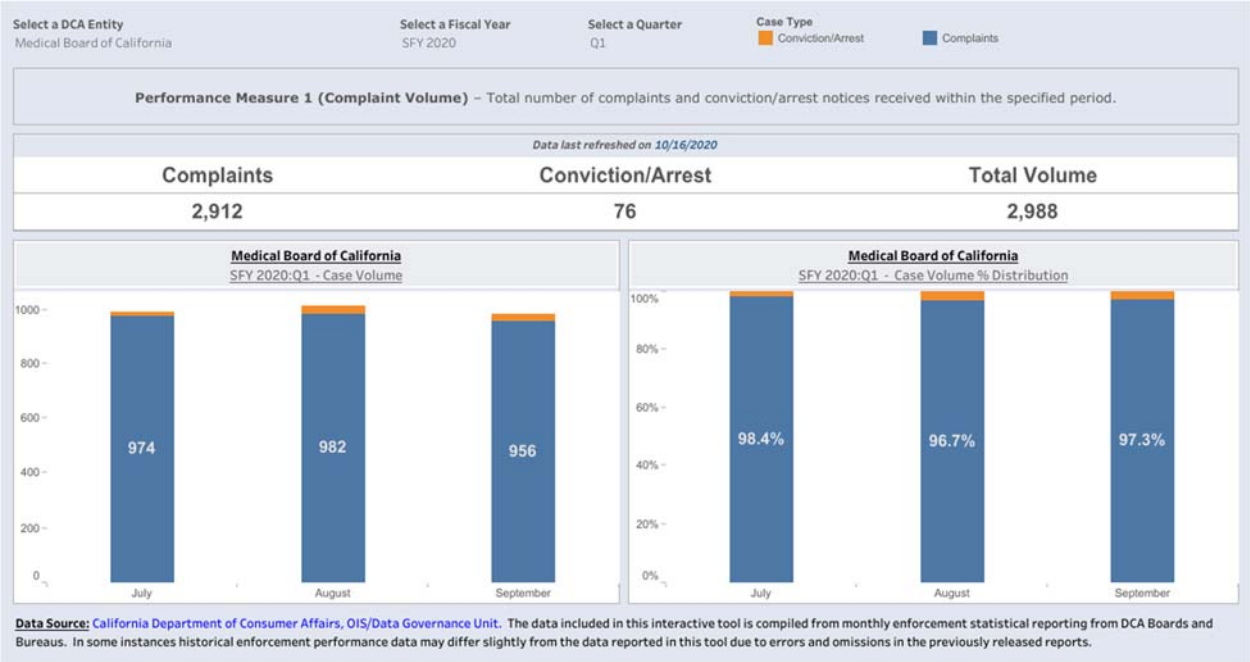 Select a DCA Entity
Medical Board of California
Select a Fiscal Year
SFY 2020
Select a Quarter
Q1
Case Type
Conviction/Arrest
Complaints
Performance Measure 1 (Complaint Volume) – Total number of complaints and conviction/arrest notices received within the specified period.
Data last refreshed on 10/16/2020
Complaints Conviction/Arrest Total Volume
2,912 76 2,988
Medical Board of California
SFY 2020:Q1 - Case Volume
1000
800
600
400
200
0
974
982
956
July August September
Medical Board of California
SFY 2020:Q1 - Case Volume % Distribution
100%
80%
60%
40%
20%
0%
98.4%
96.7%
97.3%
July August September
Data Source: California Department of Consumer Affairs, OIS/Data Governance Unit. The data included in this interactive tool is compiled from monthly enforcement statistical reporting from DCA Boards and
Bureaus. In some instances historical enforcement performance data may differ slightly from the data reported in this tool due to errors and omissions in the previously released reports.